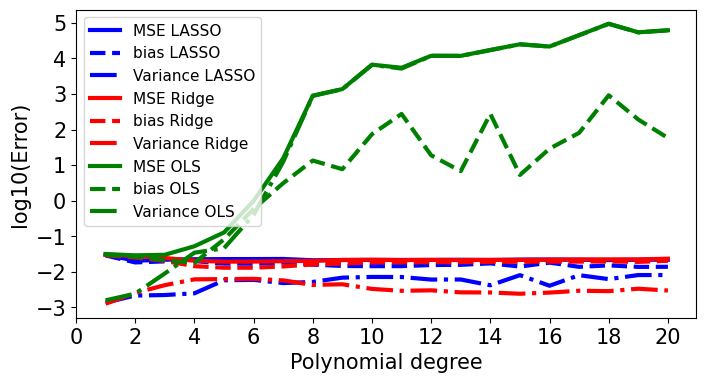 MSE LASSO
bias LASSO
Variance LASSO
MSE Ridge
bias Ridge
Variance Ridge
MSE OLS
bias OLS
Variance OLS
log10(Error)
5
4
3
2
1
0
−1
−2
−3
0 2 4 6 8 10 12 14 16 18 20
Polynomial degree